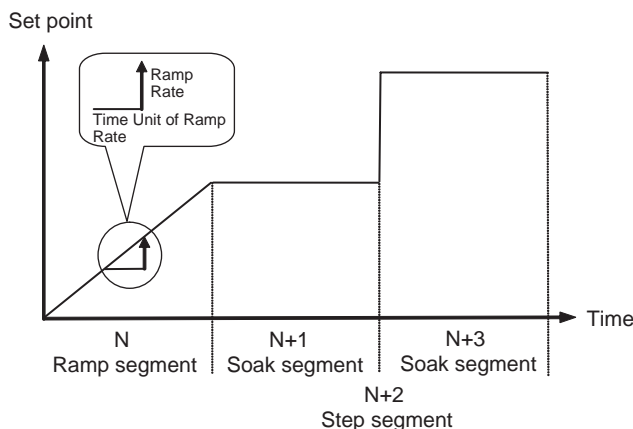 Set point
Ramp
Rate
Time Unit of Ramp
Rate
Time
N
Ramp segment
N+1
Soak segment
N+3
Soak segment
N+2
Step segment